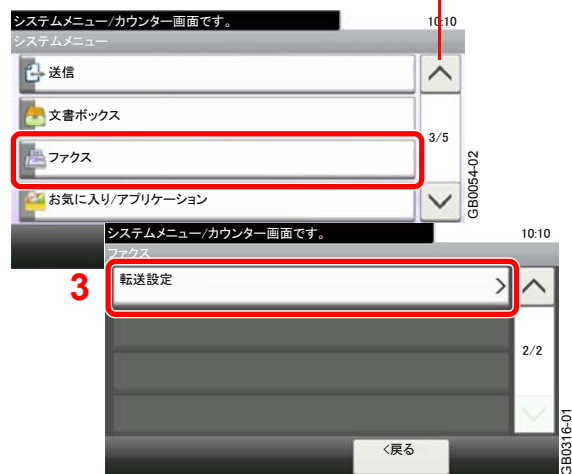 システムメニュー/カウンター画面です。 10:10
システムメニュー
送信
文書ボックス
3/5
ファクス
お気に入り/アプリケーション
GB0054-02
システムメニュー/カウンター画面です。 10:10
ファクス
3
転送設定
2/2
<戻る
GB0316-01